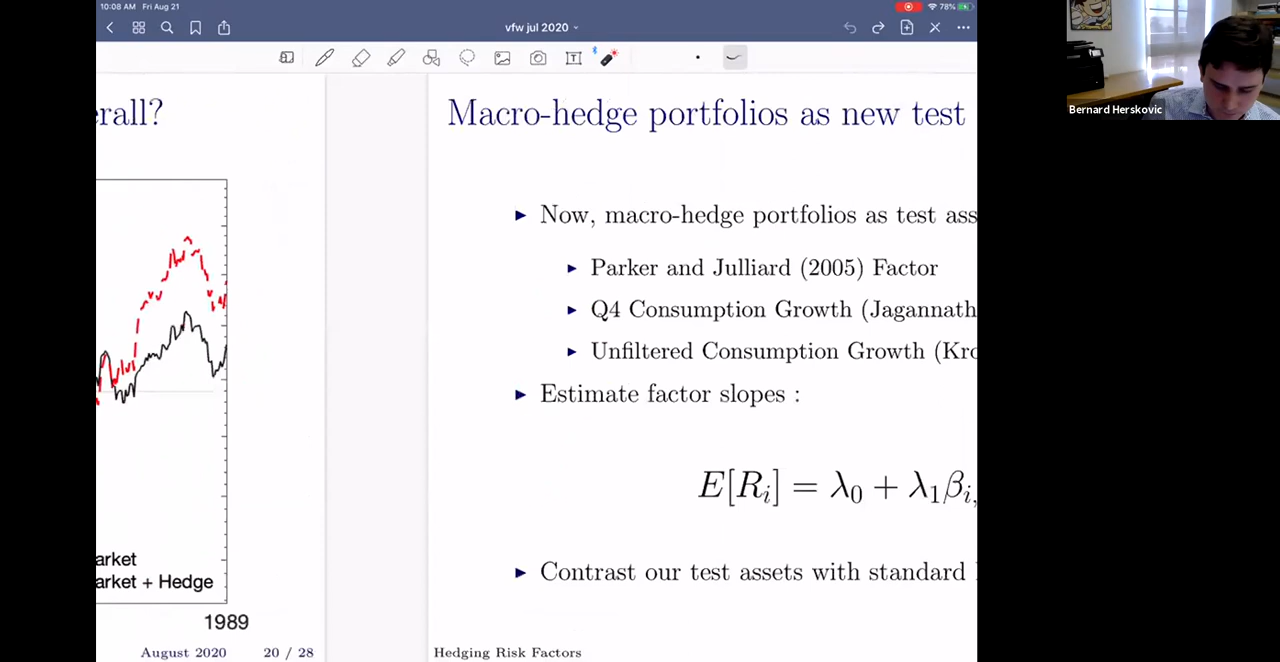 10:08 AM Fri Aug 21
78%
vfw jul 2020
Bernard Herskovic
erall?
arket
arket + Hedge
1989
August 2020 20 / 28
Macro-hedge portfolios as new test
Now, macro-hedge portfolios as test ass
Parker and Julliard (2005) Factor
Q4 Consumption Growth (Jagannath
Unfiltered Consumption Growth (Kro
Estimate factor slopes :
E[R_i] = λ_0 + λ_1β_i,
Contrast our test assets with standard
Hedging Risk Factors